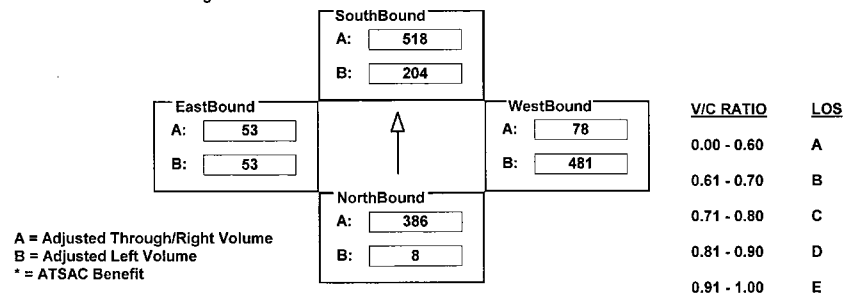 SouthBound
A: 518
B: 204
EastBound
A: 53
B: 53
WestBound
A: 78
B: 481
NorthBound
A: 386
B: 8
A = Adjusted Through/Right Volume
B = Adjusted Left Volume
* = ATSAC Benefit
V/C RATIO LOS
0.00 - 0.60 A
0.61 - 0.70 B
0.71 - 0.80 C
0.81 - 0.90 D
0.91 - 1.00 E